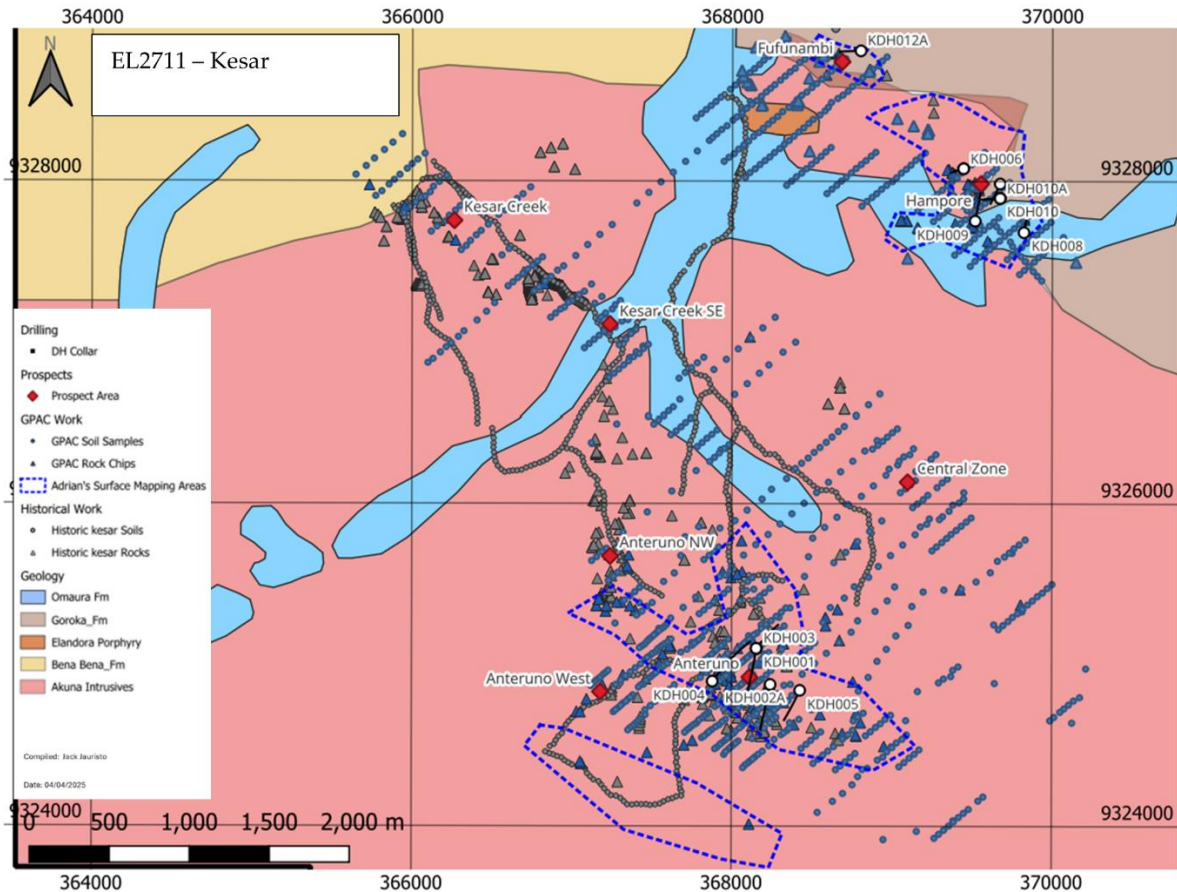 364000 366000 368000 370000
N
EL2711 – Kesar
Fufunambi
KDH012A
9328000
9328000
KDH006
Kesar Creek
Hampore
KDH010A
KDH010
KDH009
KDH008
Kesar Creek SE
Drilling
DH Collar
Prospects
Prospect Area
GPAC Work
GPAC Soil Samples
GPAC Rock Chips
Adrian's Surface Mapping Areas
Historical Work
Historic kesar Soils
Historic kesar Rocks
Geology
Omaura Fm
Goroka_Fm
Elandora Porphyry
Bena Bena_Fm
Akuna Intrusives
Compiled: Jack Jauristo
Date: 04/04/2025
Central Zone
9326000
Anteruno NW
KDH003
Anteruno
KDH001
Anteruno West
KDH004
KDH002A
KDH005
9324000
9324000
0 500 1,000 1,500 2,000 m
364000 366000 368000 370000